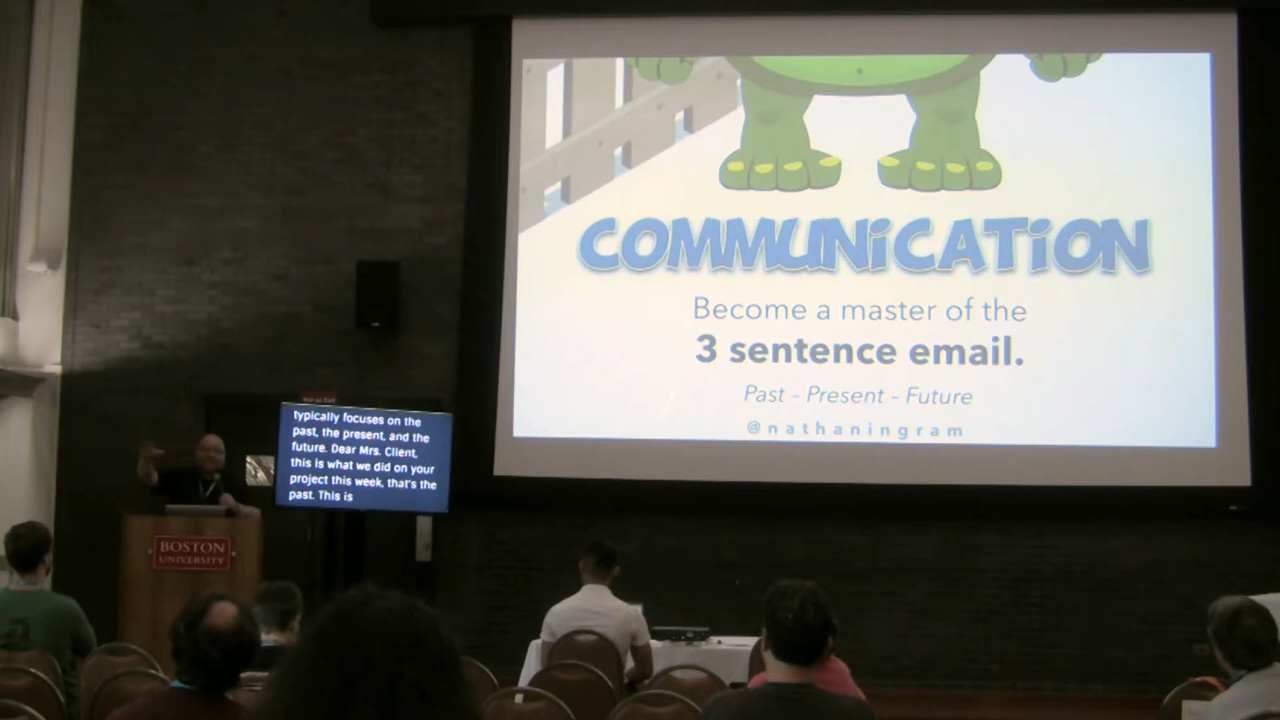 COMMUNiCATiON
Become a master of the
3 sentence email.
Past - Present - Future
@nathaningram
typically focuses on the
past, the present, and the
future. Dear Mrs. Client,
this is what we did on your
project this week, that's the
past. This is
BOSTON
UNIVERSITY